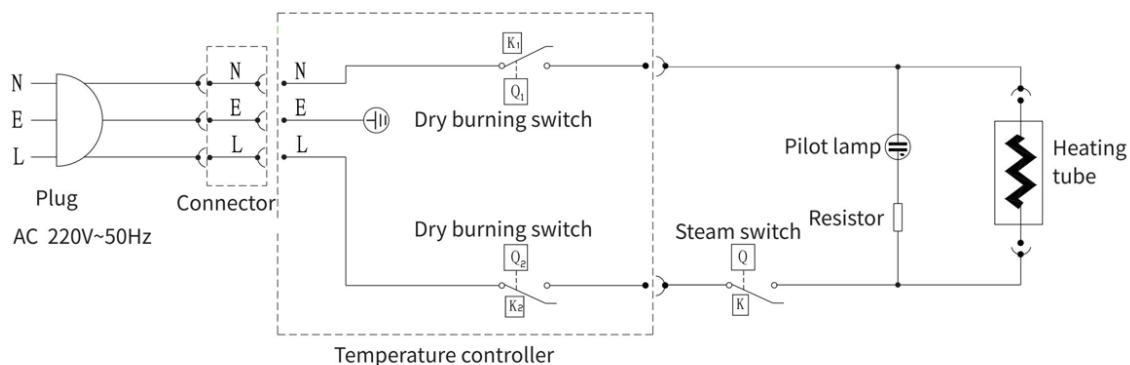 K₁
N
N
N
Q₁
E
E
E
Dry burning switch
L
L
L
Pilot lamp
Heating
tube
Plug
Connector
AC 220V~50Hz
Dry burning switch
Steam switch
Resistor
Q₂
Q
K₂
K
Temperature controller